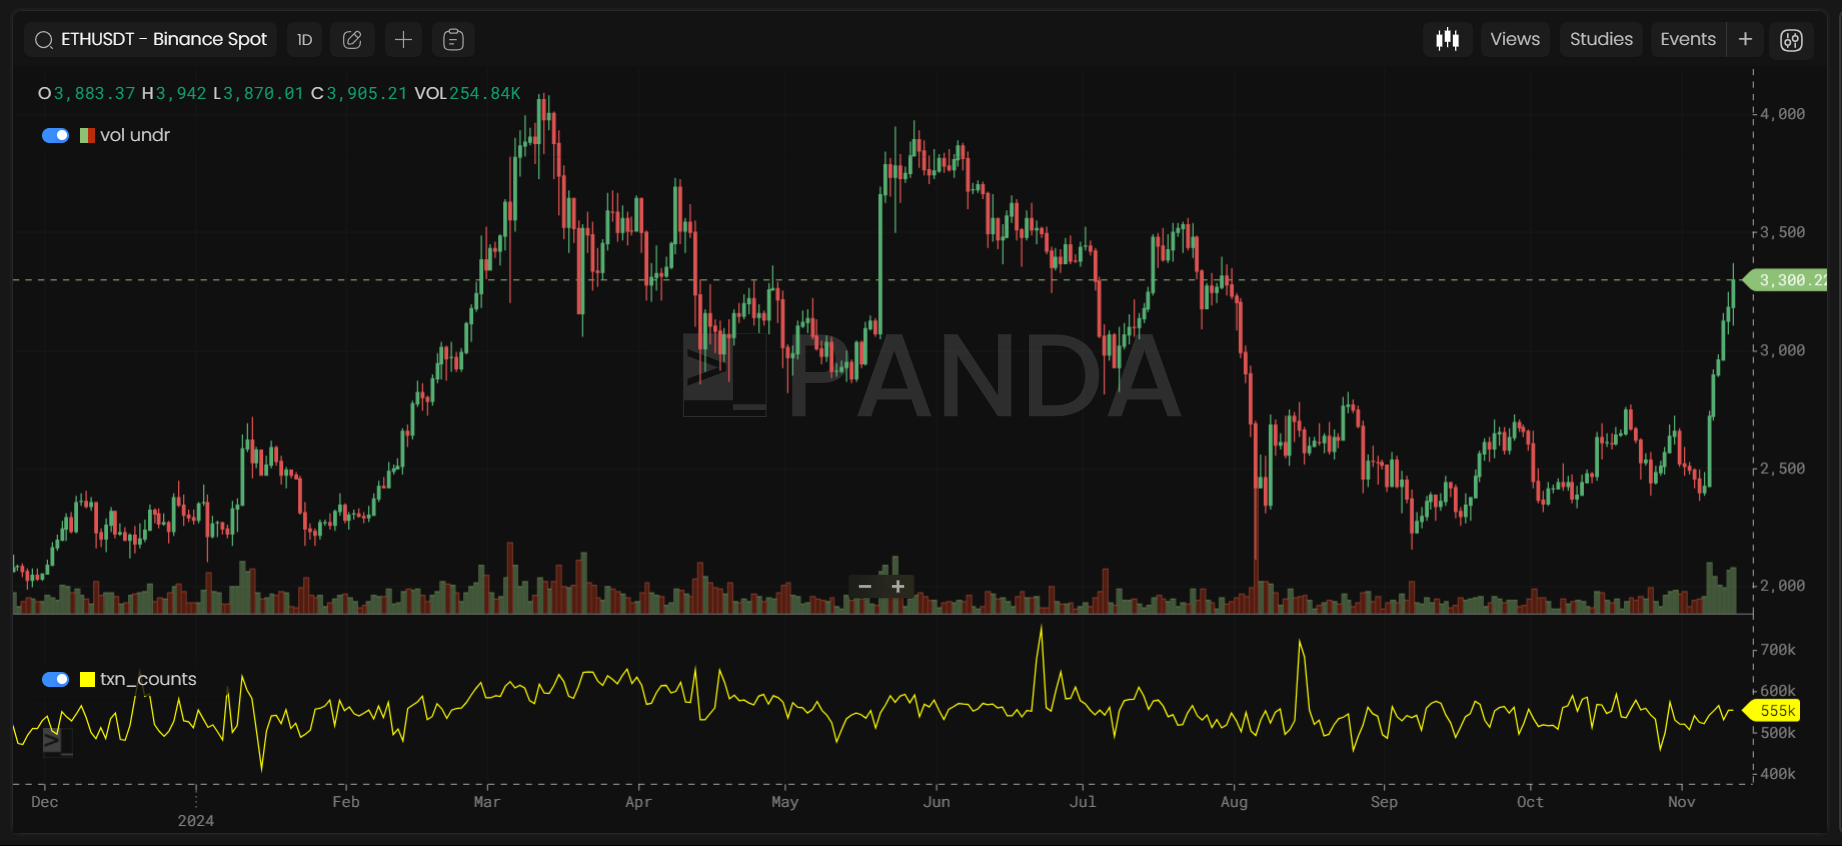 ETHUSDT - Binance Spot 1D Views Studies Events +
O3,883.37 H3,942 L3,870.01 C3,905.21 VOL254.84K
vol undr
4,000
3,500
3,300.22
3,000
2,500
2,000
>_ PANDA
− +
txn_counts
700k
600k
555k
500k
400k
Dec Feb Mar Apr May Jun Jul Aug Sep Oct Nov
2024